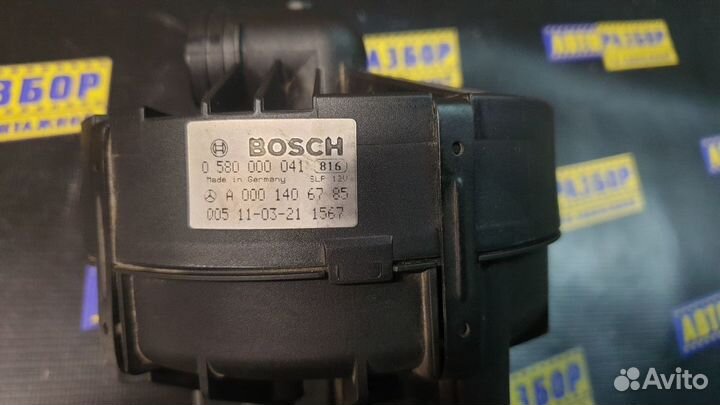 BOSCH
0 580 000 041 816
Made in Germany SLP 12V
A 000 140 67 85
005 11-03-21 1567
АВТОРАЗБОР
Avito